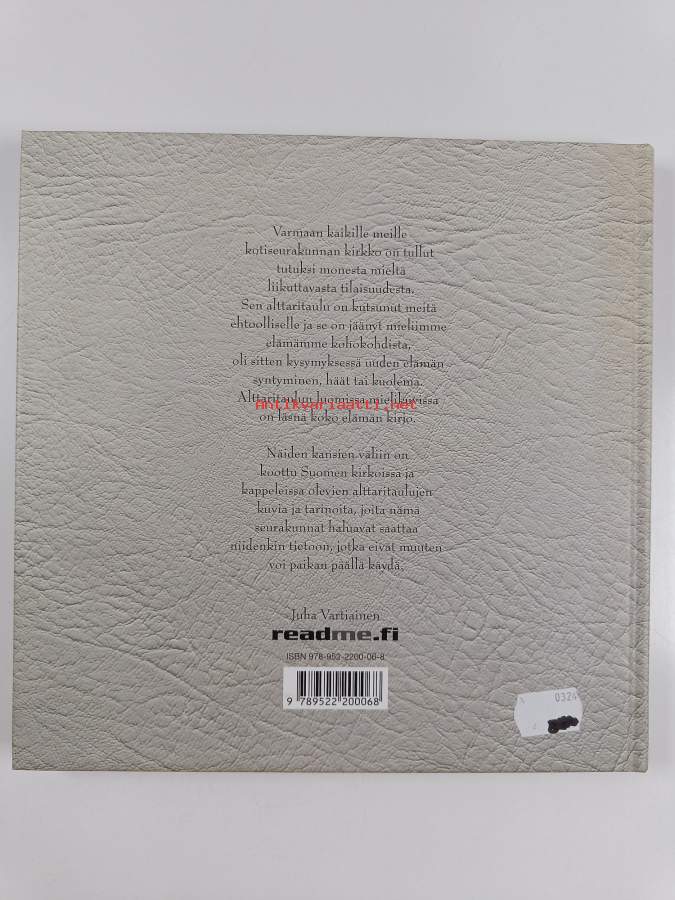 Varmaan kaikille meille
kotiseurakunnan kirkko on tullut
tutuksi monesta mieltä
liikuttavasta tilaisuudesta.
Sen alttaritaulu on kutsunut meitä
ehtoolliselle ja se on jäänyt mieliimme
elämämme kohokohdista,
oli sitten kysymyksessä uuden elämän
syntyminen, häät tai kuolema.
Alttaritaulun luomissa mielikuvissa
antikvariaatti.net
on läsnä koko elämän kirjo.
Näiden kansien väliin on
koottu Suomen kirkoissa ja
kappeleissa olevien alttaritaulujen
kuvia ja tarinoita, joita nämä
seurakunnat haluavat saattaa
niidenkin tietoon, jotka eivät muuten
voi paikan päällä käydä.
Juha Vartiainen
readme.fi
ISBN 978-952-2200-06-8
9 789522 200068
0324